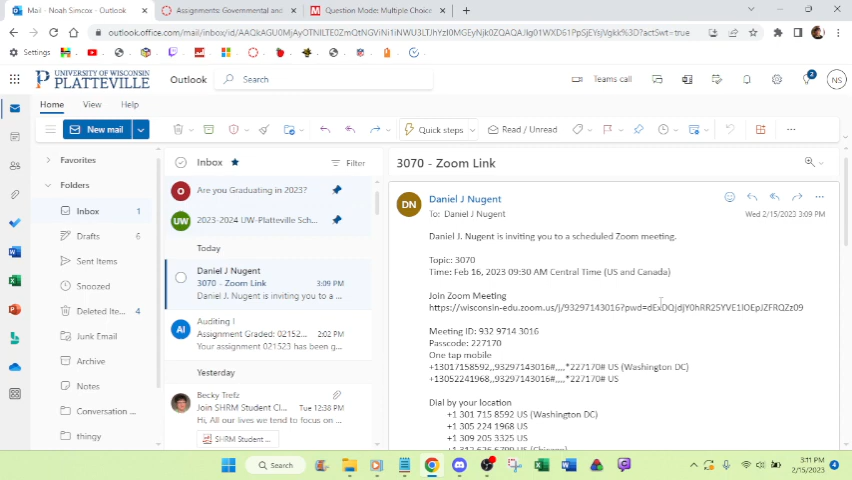 Mail - Noah Simcox - Outlook
Assignments: Governmental and
Question Mode: Multiple Choice
outlook.office.com/mail/inbox/id/
Settings
UNIVERSITY OF WISCONSIN
PLATTEVILLE
Outlook
Search
Teams call
2
NS
Home
View
Help
New mail
Quick steps
Read / Unread
Favorites
Folders
Inbox
1
Drafts
6
Sent Items
Snoozed
Deleted Ite...
Junk Email
Archive
Notes
Conversation ...
thingy
Inbox
Filter
O
Are you Graduating in 2023?
UW
2023-2024 UW-Platteville Sch...
Today
Daniel J Nugent
3070 - Zoom Link
3:09 PM
Daniel J. Nugent is inviting you to a ...
AI
Auditing I
Assignment Graded: 02152...
2:02 PM
Your assignment 021523 has been g...
Yesterday
Becky Trefz
Join SHRM Student Cl...
Tue 12:38 PM
Hi, All our lives we tend to focus on ...
SHRM Student ...
3070 - Zoom Link
DN
Daniel J Nugent
To: Daniel J Nugent
Wed 2/15/2023 3:09 PM
Daniel J. Nugent is inviting you to a scheduled Zoom meeting.
Topic: 3070
Time: Feb 16, 2023 09:30 AM Central Time (US and Canada)
Join Zoom Meeting
https://wisconsin-edu.zoom.us/j/93297143016?pwd=
Meeting ID: 932 9714 3016
Passcode: 227170
One tap mobile
+13017158592,,93297143016#,,,,*227170# US (Washington DC)
+13052241968,,93297143016#,,,,*227170# US
Dial by your location
+1 301 715 8592 US (Washington DC)
+1 305 224 1968 US
+1 309 205 3325 US
+1 312 626 6799 US (Chicago)
Search
3:11 PM
2/15/2023
4